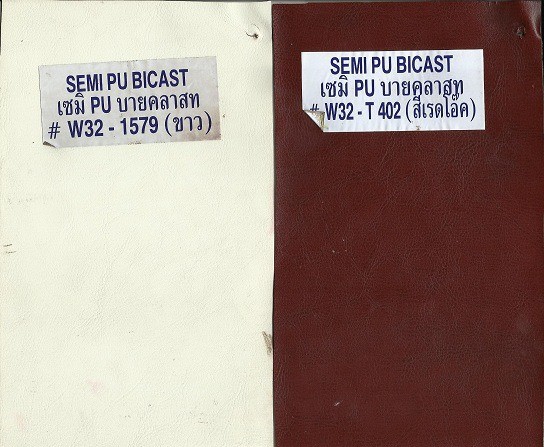 SEMI PU BICAST
เซมิ PU บายคลาสท
# W32 - 1579 (ขาว)
SEMI PU BICAST
เซมิ PU บายคลาสท
# W32 - T 402 (สีเรดโอ๊ค)